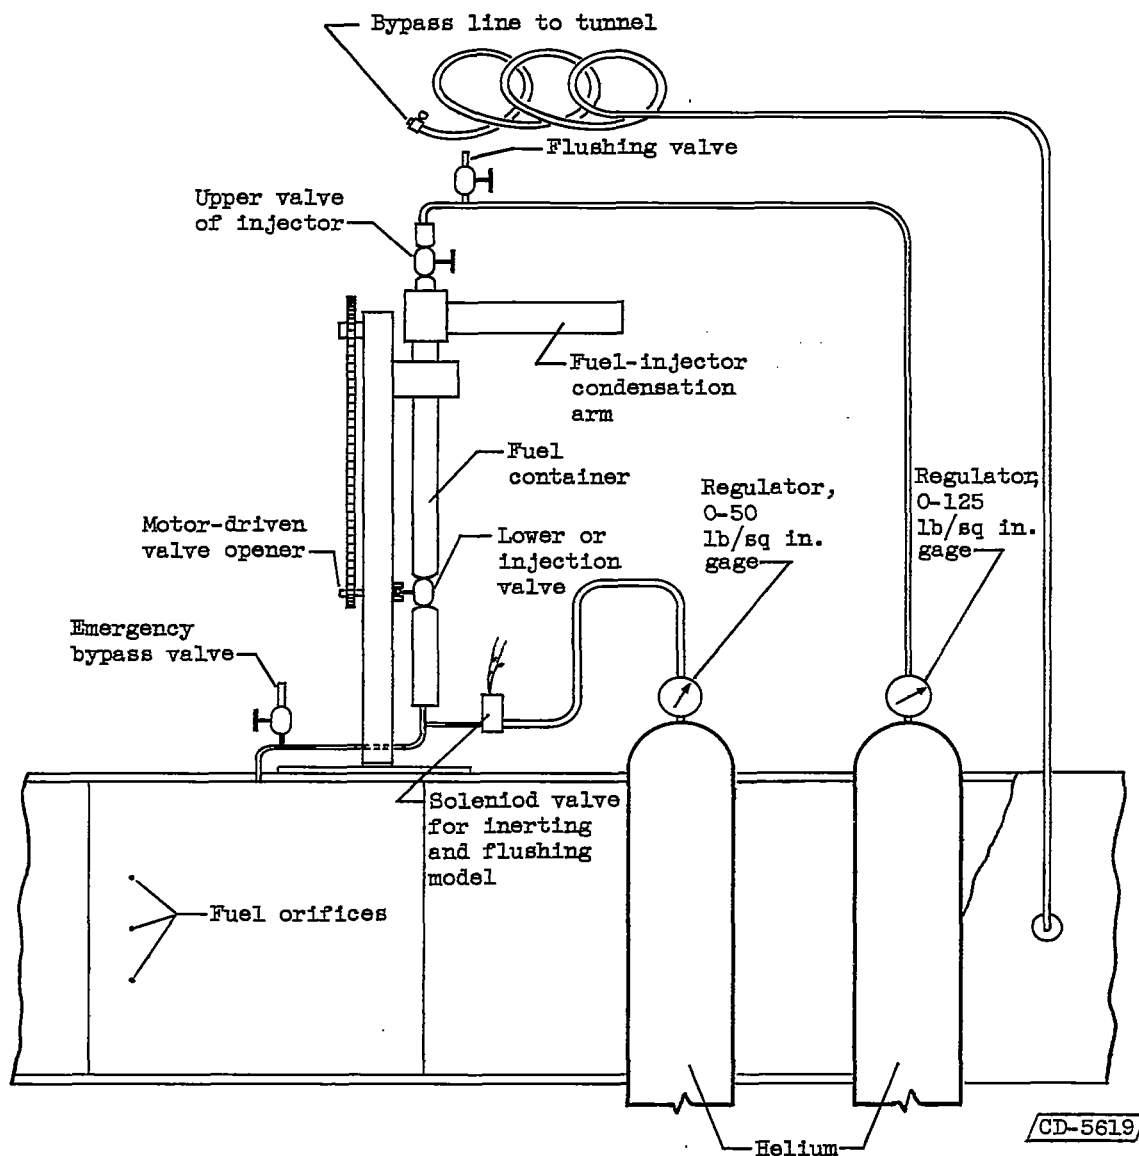 Bypass line to tunnel
Flushing valve
Upper valve
of injector
Fuel-injector
condensation
arm
Fuel
container
Regulator,
0-50
lb/sq in.
gage
Regulator,
0-125
lb/sq in.
gage
Motor-driven
valve opener
Lower or
injection
valve
Emergency
bypass valve
Soleniod valve
for inerting
and flushing
model
Fuel orifices
Helium
CD-5619